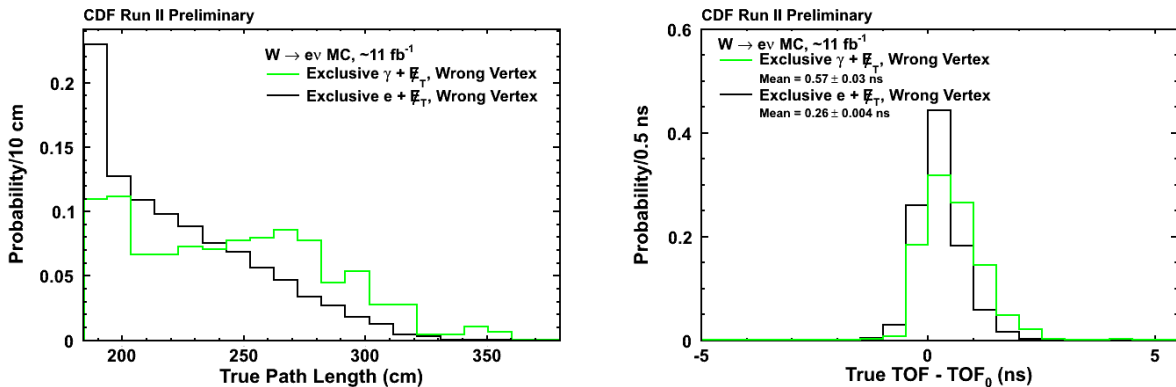 CDF Run II Preliminary
W → eν MC, ~11 fb⁻¹
Exclusive γ + E̸_T, Wrong Vertex
Exclusive e + E̸_T, Wrong Vertex
Probability/10 cm
0.2
0.15
0.1
0.05
0
200 250 300 350
True Path Length (cm)
CDF Run II Preliminary
W → eν MC, ~11 fb⁻¹
Exclusive γ + E̸_T, Wrong Vertex
Mean = 0.57 ± 0.03 ns
Exclusive e + E̸_T, Wrong Vertex
Mean = 0.26 ± 0.004 ns
Probability/0.5 ns
0.6
0.4
0.2
0
-5 0 5
True TOF - TOF₀ (ns)